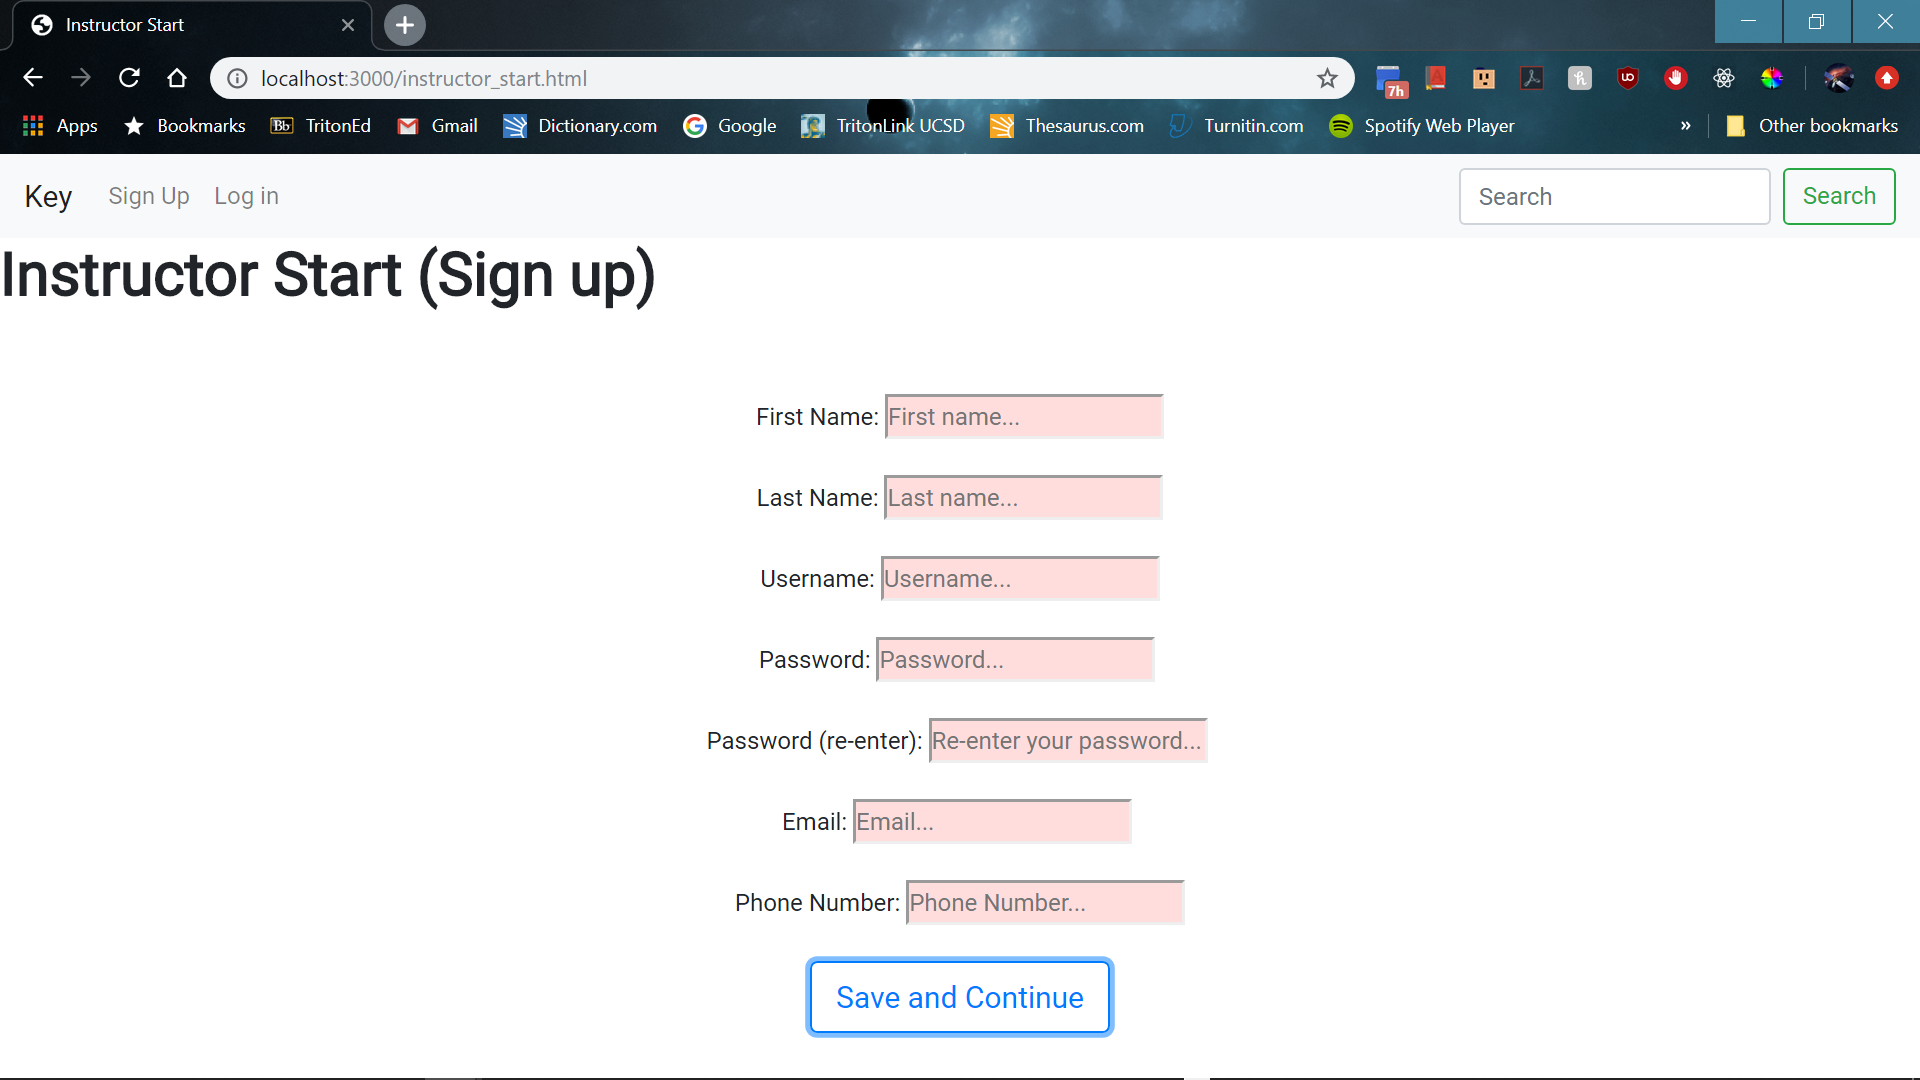 Instructor Start
localhost:3000/instructor_start.html
7h
Apps Bookmarks Bb TritonEd Gmail Dictionary.com Google TritonLink UCSD Thesaurus.com Turnitin.com Spotify Web Player » Other bookmarks
Key Sign Up Log in Search Search
Instructor Start (Sign up)
First Name: First name...
Last Name: Last name...
Username: Username...
Password: Password...
Password (re-enter): Re-enter your password...
Email: Email...
Phone Number: Phone Number...
Save and Continue